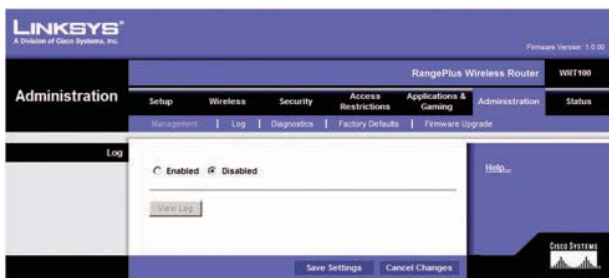 LINKSYS®
A Division of Cisco Systems, Inc.
Firmware Version: 1.0.00
RangePlus Wireless Router WRT100
Administration
Setup Wireless Security Access Restrictions Applications & Gaming Administration Status
Management | Log | Diagnostics | Factory Defaults | Firmware Upgrade
Log
Enabled Disabled
Help...
View Log
Save Settings Cancel Changes
CISCO SYSTEMS